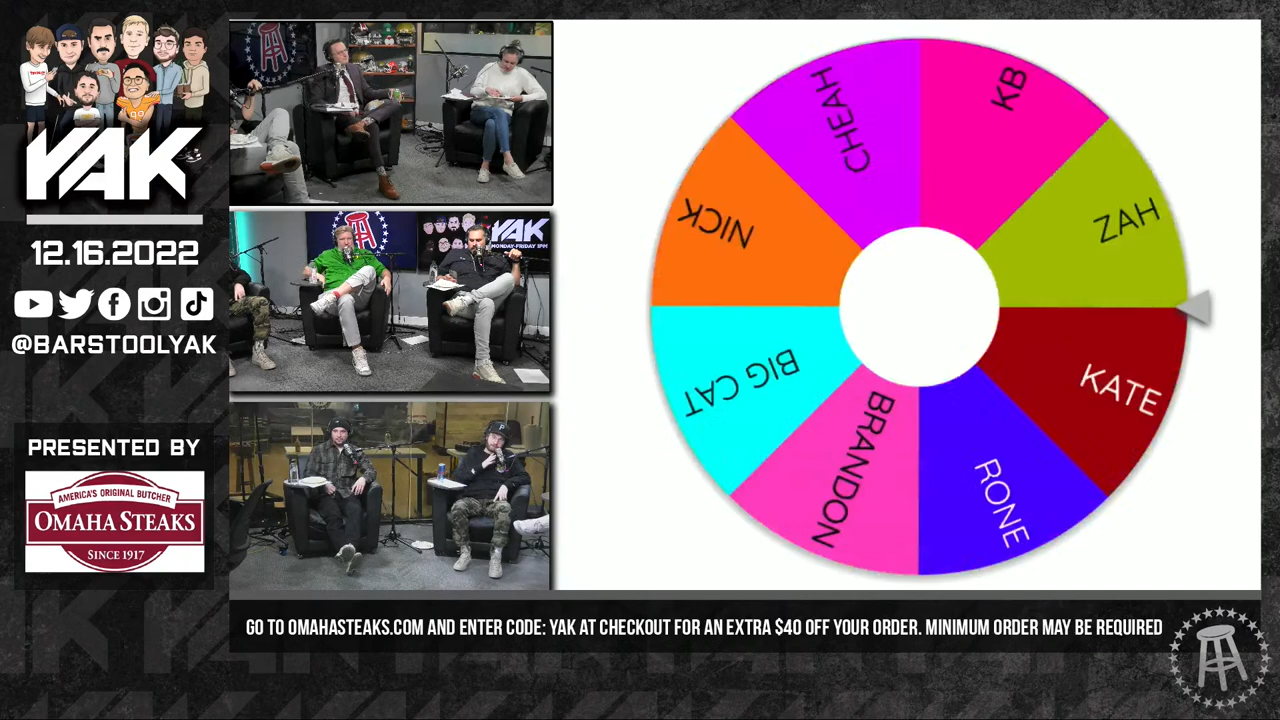 YAK
12.16.2022
@BARSTOOLYAK
PRESENTED BY
AMERICA'S ORIGINAL BUTCHER
OMAHA STEAKS
SINCE 1917
YAK
MONDAY-FRIDAY 1PM
CHEAH
KB
NICK
ZAH
BIG CAT
KATE
BRANDON
RONE
GO TO OMAHASTEAKS.COM AND ENTER CODE: YAK AT CHECKOUT FOR AN EXTRA $40 OFF YOUR ORDER. MINIMUM ORDER MAY BE REQUIRED